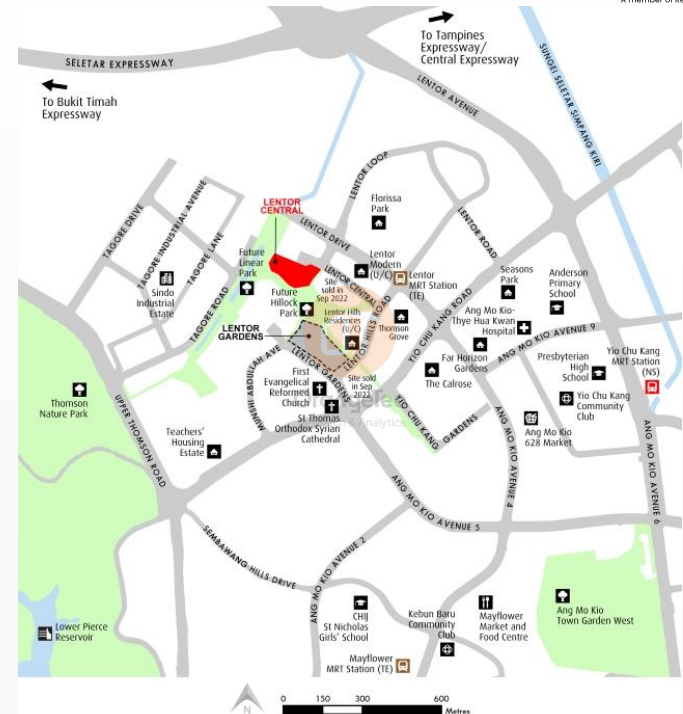 A member of
SELETAR EXPRESSWAY
To Bukit Timah
Expressway
To Tampines
Expressway/
Central Expressway
LENTOR AVENUE
SUNGEI SELETAR SIMPANG KIRI
TAGORE DRIVE
TAGORE INDUSTRIAL AVENUE
TAGORE LANE
TAGORE ROAD
Sindo
Industrial
Estate
LENTOR
CENTRAL
Future
Linear
Park
LENTOR LOOP
Florissa
Park
LENTOR DRIVE
LENTOR ROAD
Lentor
Modern
(U/C)
Lentor
MRT Station
(TE)
LENTOR CENTRAL
Site
sold in
Sep 2022
Future
Hillock
Park
Lentor Hills
Residences
(U/C)
LENTOR HILLS ROAD
Thomson
Grove
LENTOR
GARDENS
LENTOR GARDENS
Site sold
in Sep
2022
Seasons
Park
Anderson
Primary
School
YIO CHU KANG ROAD
Ang Mo Kio-
Thye Hua Kwan
Hospital
ANG MO KIO AVENUE 9
Far Horizon
Gardens
The Calrose
Presbyterian
High
School
Yio Chu Kang
MRT Station
(NS)
Yio Chu Kang
Community
Club
Ang Mo Kio
628 Market
Thomson
Nature Park
UPPER THOMSON ROAD
MUNSHI ABDULLAH AVE
First
Evangelical
Reformed
Church
St Thomas
Orthodox Syrian
Cathedral
& Analytics
Teachers'
Housing
Estate
YIO CHU KANG
GARDENS
ANG MO KIO AVENUE 4
ANG MO KIO AVENUE 5
ANG MO KIO AVENUE 6
SEMBAWANG HILLS DRIVE
ANG MO KIO AVENUE 2
CHIJ
St Nicholas
Girls' School
Kebun Baru
Community
Club
Mayflower
Market and
Food Centre
Ang Mo Kio
Town Garden West
Lower Pierce
Reservoir
Mayflower
MRT Station (TE)
N
0 150 300 600
Metres